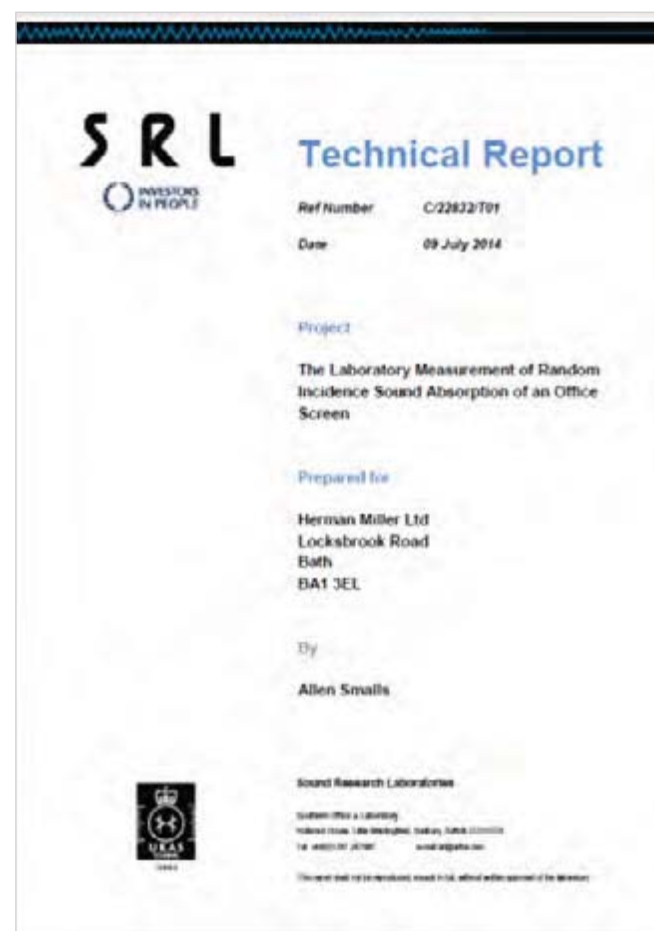 SRL
INVESTORS
IN PEOPLE
Technical Report
Ref Number C/22832/T01
Date 09 July 2014
Project
The Laboratory Measurement of Random
Incidence Sound Absorption of an Office
Screen
Prepared for
Herman Miller Ltd
Locksbrook Road
Bath
BA1 3EL
By
Allen Smalls
Sound Research Laboratories
UKAS